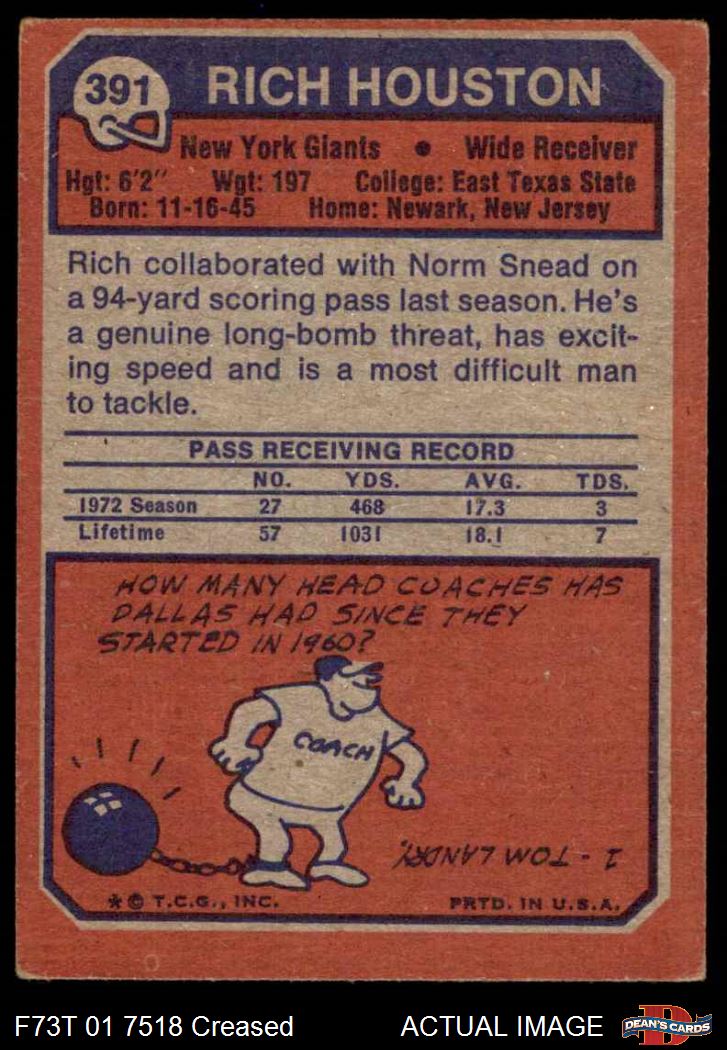 391
RICH HOUSTON
New York Giants • Wide Receiver
Hgt: 6'2" Wgt: 197 College: East Texas State
Born: 11-16-45 Home: Newark, New Jersey
Rich collaborated with Norm Snead on
a 94-yard scoring pass last season. He's
a genuine long-bomb threat, has excit-
ing speed and is a most difficult man
to tackle.
PASS RECEIVING RECORD
NO. YDS. AVG. TDS.
1972 Season 27 468 17.3 3
Lifetime 57 1031 18.1 7
HOW MANY HEAD COACHES HAS
DALLAS HAD SINCE THEY
STARTED IN 1960?
COACH
1 - TOM LANDRY.
* © T.C.G., INC. PRTD. IN U.S.A.
F73T 01 7518 Creased ACTUAL IMAGE
D
DEAN'S CARDS